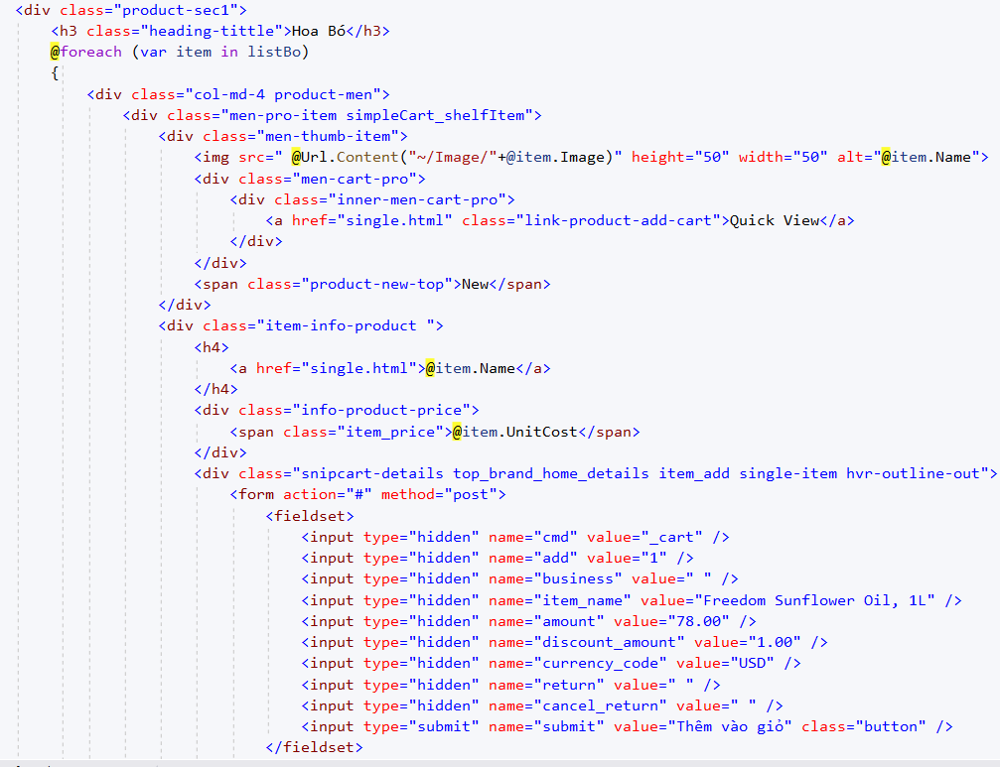 <div class="product-sec1">
<h3 class="heading-tittle">Hoa Bó</h3>
@foreach (var item in listBo)
{
<div class="col-md-4 product-men">
<div class="men-pro-item simpleCart_shelfItem">
<div class="men-thumb-item">
<img src=" @Url.Content("~/Image/"+@item.Image)" height="50" width="50" alt="@item.Name">
<div class="men-cart-pro">
<div class="inner-men-cart-pro">
<a href="single.html" class="link-product-add-cart">Quick View</a>
</div>
</div>
<span class="product-new-top">New</span>
</div>
<div class="item-info-product ">
<h4>
<a href="single.html">@item.Name</a>
</h4>
<div class="info-product-price">
<span class="item_price">@item.UnitCost</span>
</div>
<div class="snipcart-details top_brand_home_details item_add single-item hvr-outline-out">
<form action="#" method="post">
<fieldset>
<input type="hidden" name="cmd" value="_cart" />
<input type="hidden" name="add" value="1" />
<input type="hidden" name="business" value=" " />
<input type="hidden" name="item_name" value="Freedom Sunflower Oil, 1L" />
<input type="hidden" name="amount" value="78.00" />
<input type="hidden" name="discount_amount" value="1.00" />
<input type="hidden" name="currency_code" value="USD" />
<input type="hidden" name="return" value=" " />
<input type="hidden" name="cancel_return" value=" " />
<input type="submit" name="submit" value="Thêm vào giỏ" class="button" />
</fieldset>